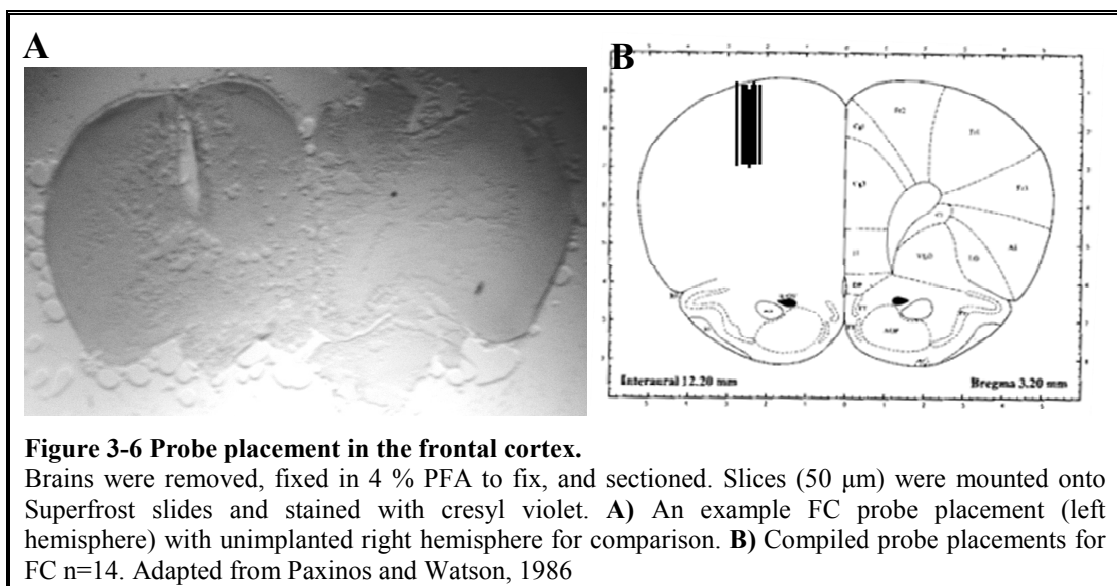 A
B
Fr2
Cg1
Cg3
Interaural 12.20 mm
Bregma 3.20 mm
Figure 3-6 Probe placement in the frontal cortex.
Brains were removed, fixed in 4 % PFA to fix, and sectioned. Slices (50 μm) were mounted onto
Superfrost slides and stained with cresyl violet. A) An example FC probe placement (left
hemisphere) with unimplanted right hemisphere for comparison. B) Compiled probe placements for
FC n=14. Adapted from Paxinos and Watson, 1986